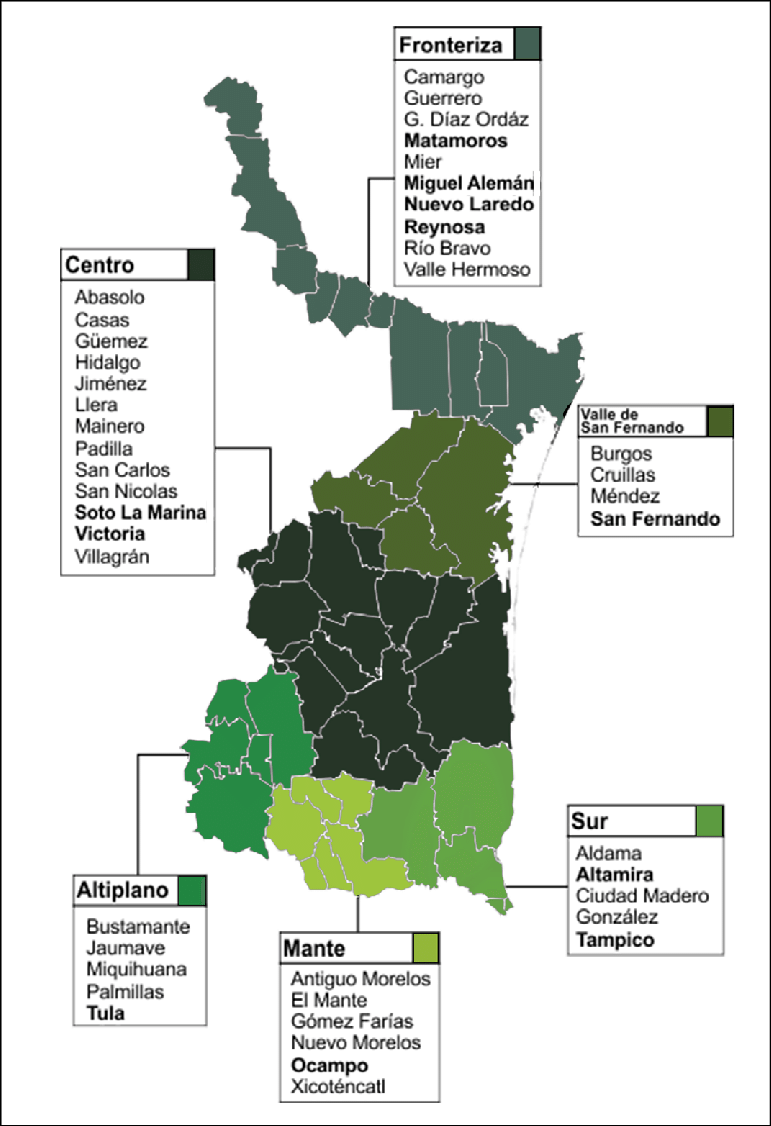 Fronteriza
Camargo
Guerrero
G. Díaz Ordáz
Matamoros
Mier
Miguel Alemán
Nuevo Laredo
Reynosa
Río Bravo
Valle Hermoso
Centro
Abasolo
Casas
Güemez
Hidalgo
Jiménez
Llera
Mainero
Padilla
San Carlos
San Nicolas
Soto La Marina
Victoria
Villagrán
Valle de
San Fernando
Burgos
Cruillas
Méndez
San Fernando
Sur
Aldama
Altamira
Ciudad Madero
González
Tampico
Altiplano
Bustamante
Jaumave
Miquihuana
Palmillas
Tula
Mante
Antiguo Morelos
El Mante
Gómez Farías
Nuevo Morelos
Ocampo
Xicoténcatl